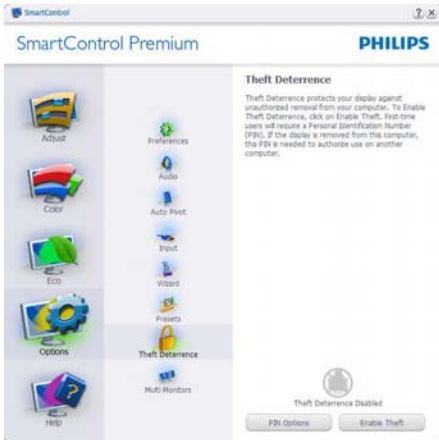 SmartControl
? X
SmartControl Premium
PHILIPS
Adjust
Color
Eco
Options
Help
Preferences
Audio
Auto Pivot
Input
Wizard
Presets
Theft Deterrence
Multi Monitors
Theft Deterrence
Theft Deterrence protects your display against
unauthorized removal from your computer. To Enable
Theft Deterrence, click on Enable Theft. First-time
users will require a Personal Identification Number
(PIN). If the display is removed from this computer,
this PIN is needed to authorize use on another
computer.
Theft Deterrence Disabled
PIN Options
Enable Theft